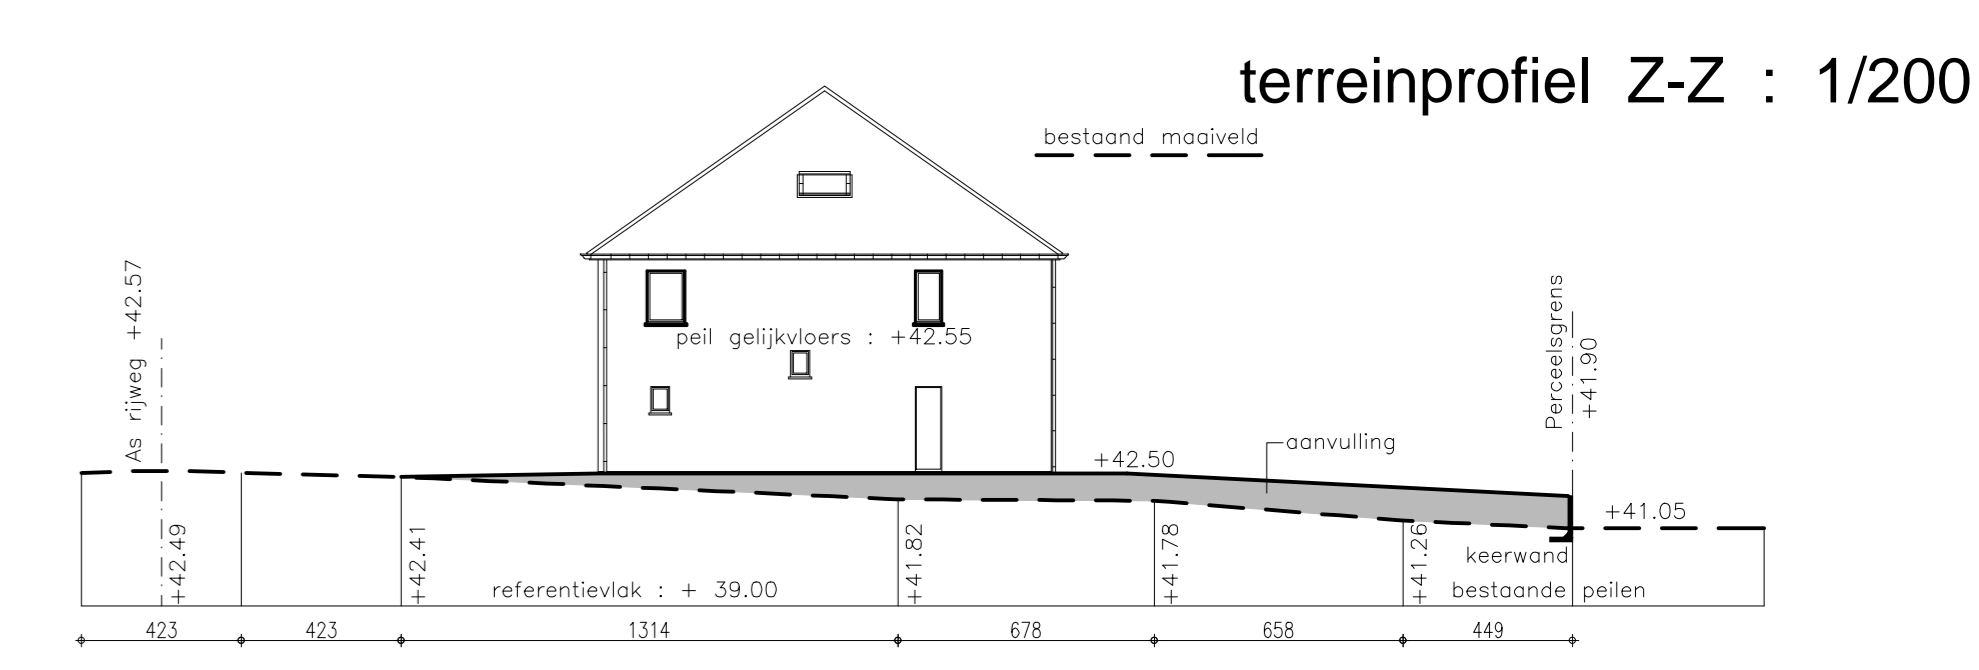 terreinprofiel Z-Z : 1/200
bestaand maaiveld
As rijweg +42.57
peil gelijkvloers : +42.55
Perceelsgrens
+41.90
aanvulling
+42.50
+41.05
+42.49
+42.41
+41.82
+41.78
+41.26
keerwand
referentievlak : + 39.00
bestaande peilen
423 423 1314 678 658 449